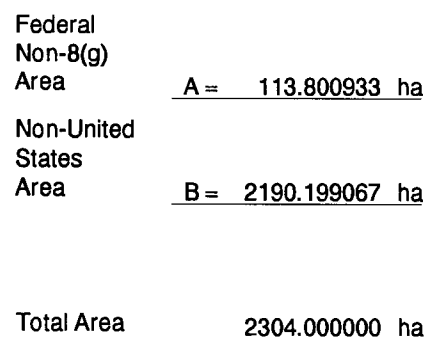 Federal
Non-8(g)
Area A = 113.800933 ha
Non-United
States
Area B = 2190.199067 ha
Total Area 2304.000000 ha